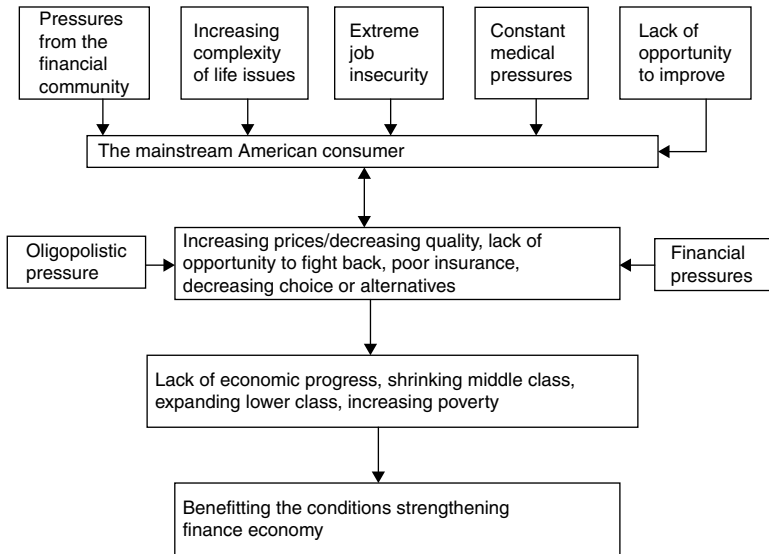 Pressures
from the
financial
community
Increasing
complexity
of life issues
Extreme
job
insecurity
Constant
medical
pressures
Lack of
opportunity
to improve
The mainstream American consumer
Oligopolistic
pressure
Increasing prices/decreasing quality, lack of
opportunity to fight back, poor insurance,
decreasing choice or alternatives
Financial
pressures
Lack of economic progress, shrinking middle class,
expanding lower class, increasing poverty
Benefitting the conditions strengthening
finance economy